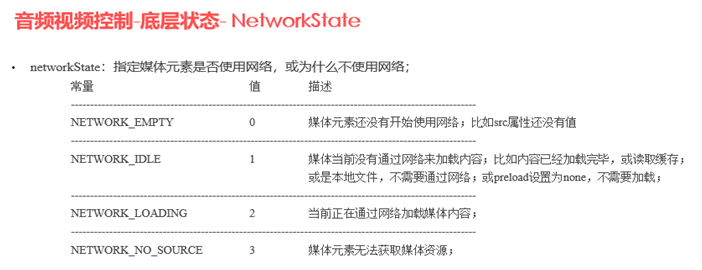 音频视频控制-底层状态- NetworkState
• networkState：指定媒体元素是否使用网络，或为什么不使用网络；
常量 值 描述
--------------------------------------------------------------------------------------------------------------
NETWORK_EMPTY 0 媒体元素还没有开始使用网络；比如src属性还没有值
--------------------------------------------------------------------------------------------------------------
NETWORK_IDLE 1 媒体当前没有通过网络来加载内容；比如内容已经加载完毕，或读取缓存；
或是本地文件，不需要通过网络；或preload设置为none，不需要加载；
--------------------------------------------------------------------------------------------------------------
NETWORK_LOADING 2 当前正在通过网络加载媒体内容；
--------------------------------------------------------------------------------------------------------------
NETWORK_NO_SOURCE 3 媒体元素无法获取媒体资源；